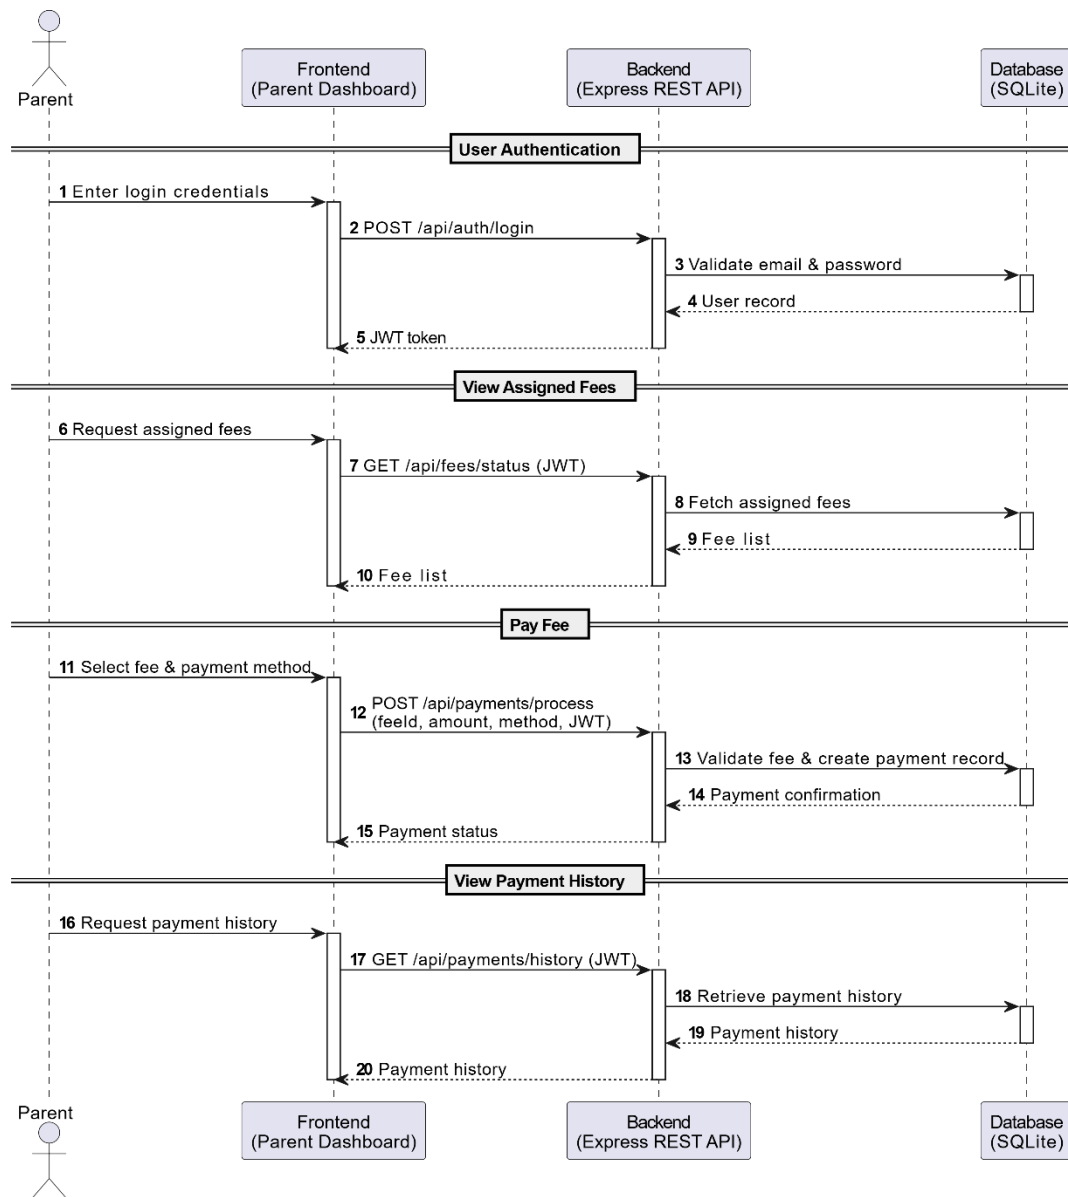 Parent
Frontend
(Parent Dashboard)
Backend
(Express REST API)
Database
(SQLite)
User Authentication
1 Enter login credentials
2 POST /api/auth/login
3 Validate email & password
4 User record
5 JWT token
View Assigned Fees
6 Request assigned fees
7 GET /api/fees/status (JWT)
8 Fetch assigned fees
9 Fee list
10 Fee list
Pay Fee
11 Select fee & payment method
12 POST /api/payments/process
(feeId, amount, method, JWT)
13 Validate fee & create payment record
14 Payment confirmation
15 Payment status
View Payment History
16 Request payment history
17 GET /api/payments/history (JWT)
18 Retrieve payment history
19 Payment history
20 Payment history
Parent
Frontend
(Parent Dashboard)
Backend
(Express REST API)
Database
(SQLite)